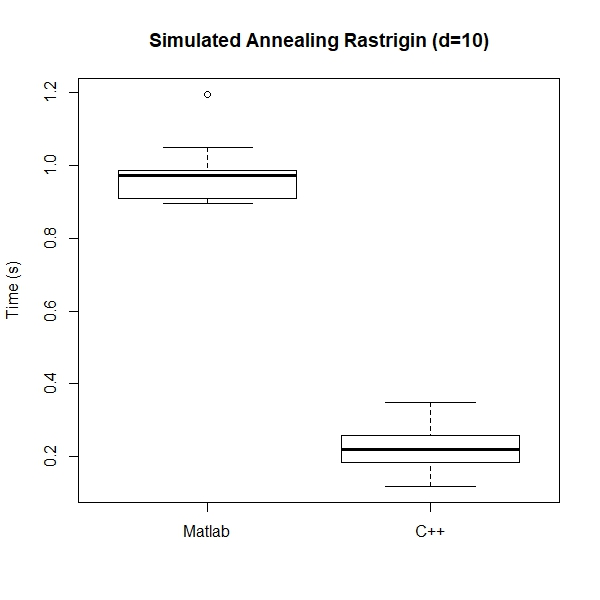 Simulated Annealing Rastrigin (d=10)
Time (s)
1.2
1.0
0.8
0.6
0.4
0.2
Matlab
C++